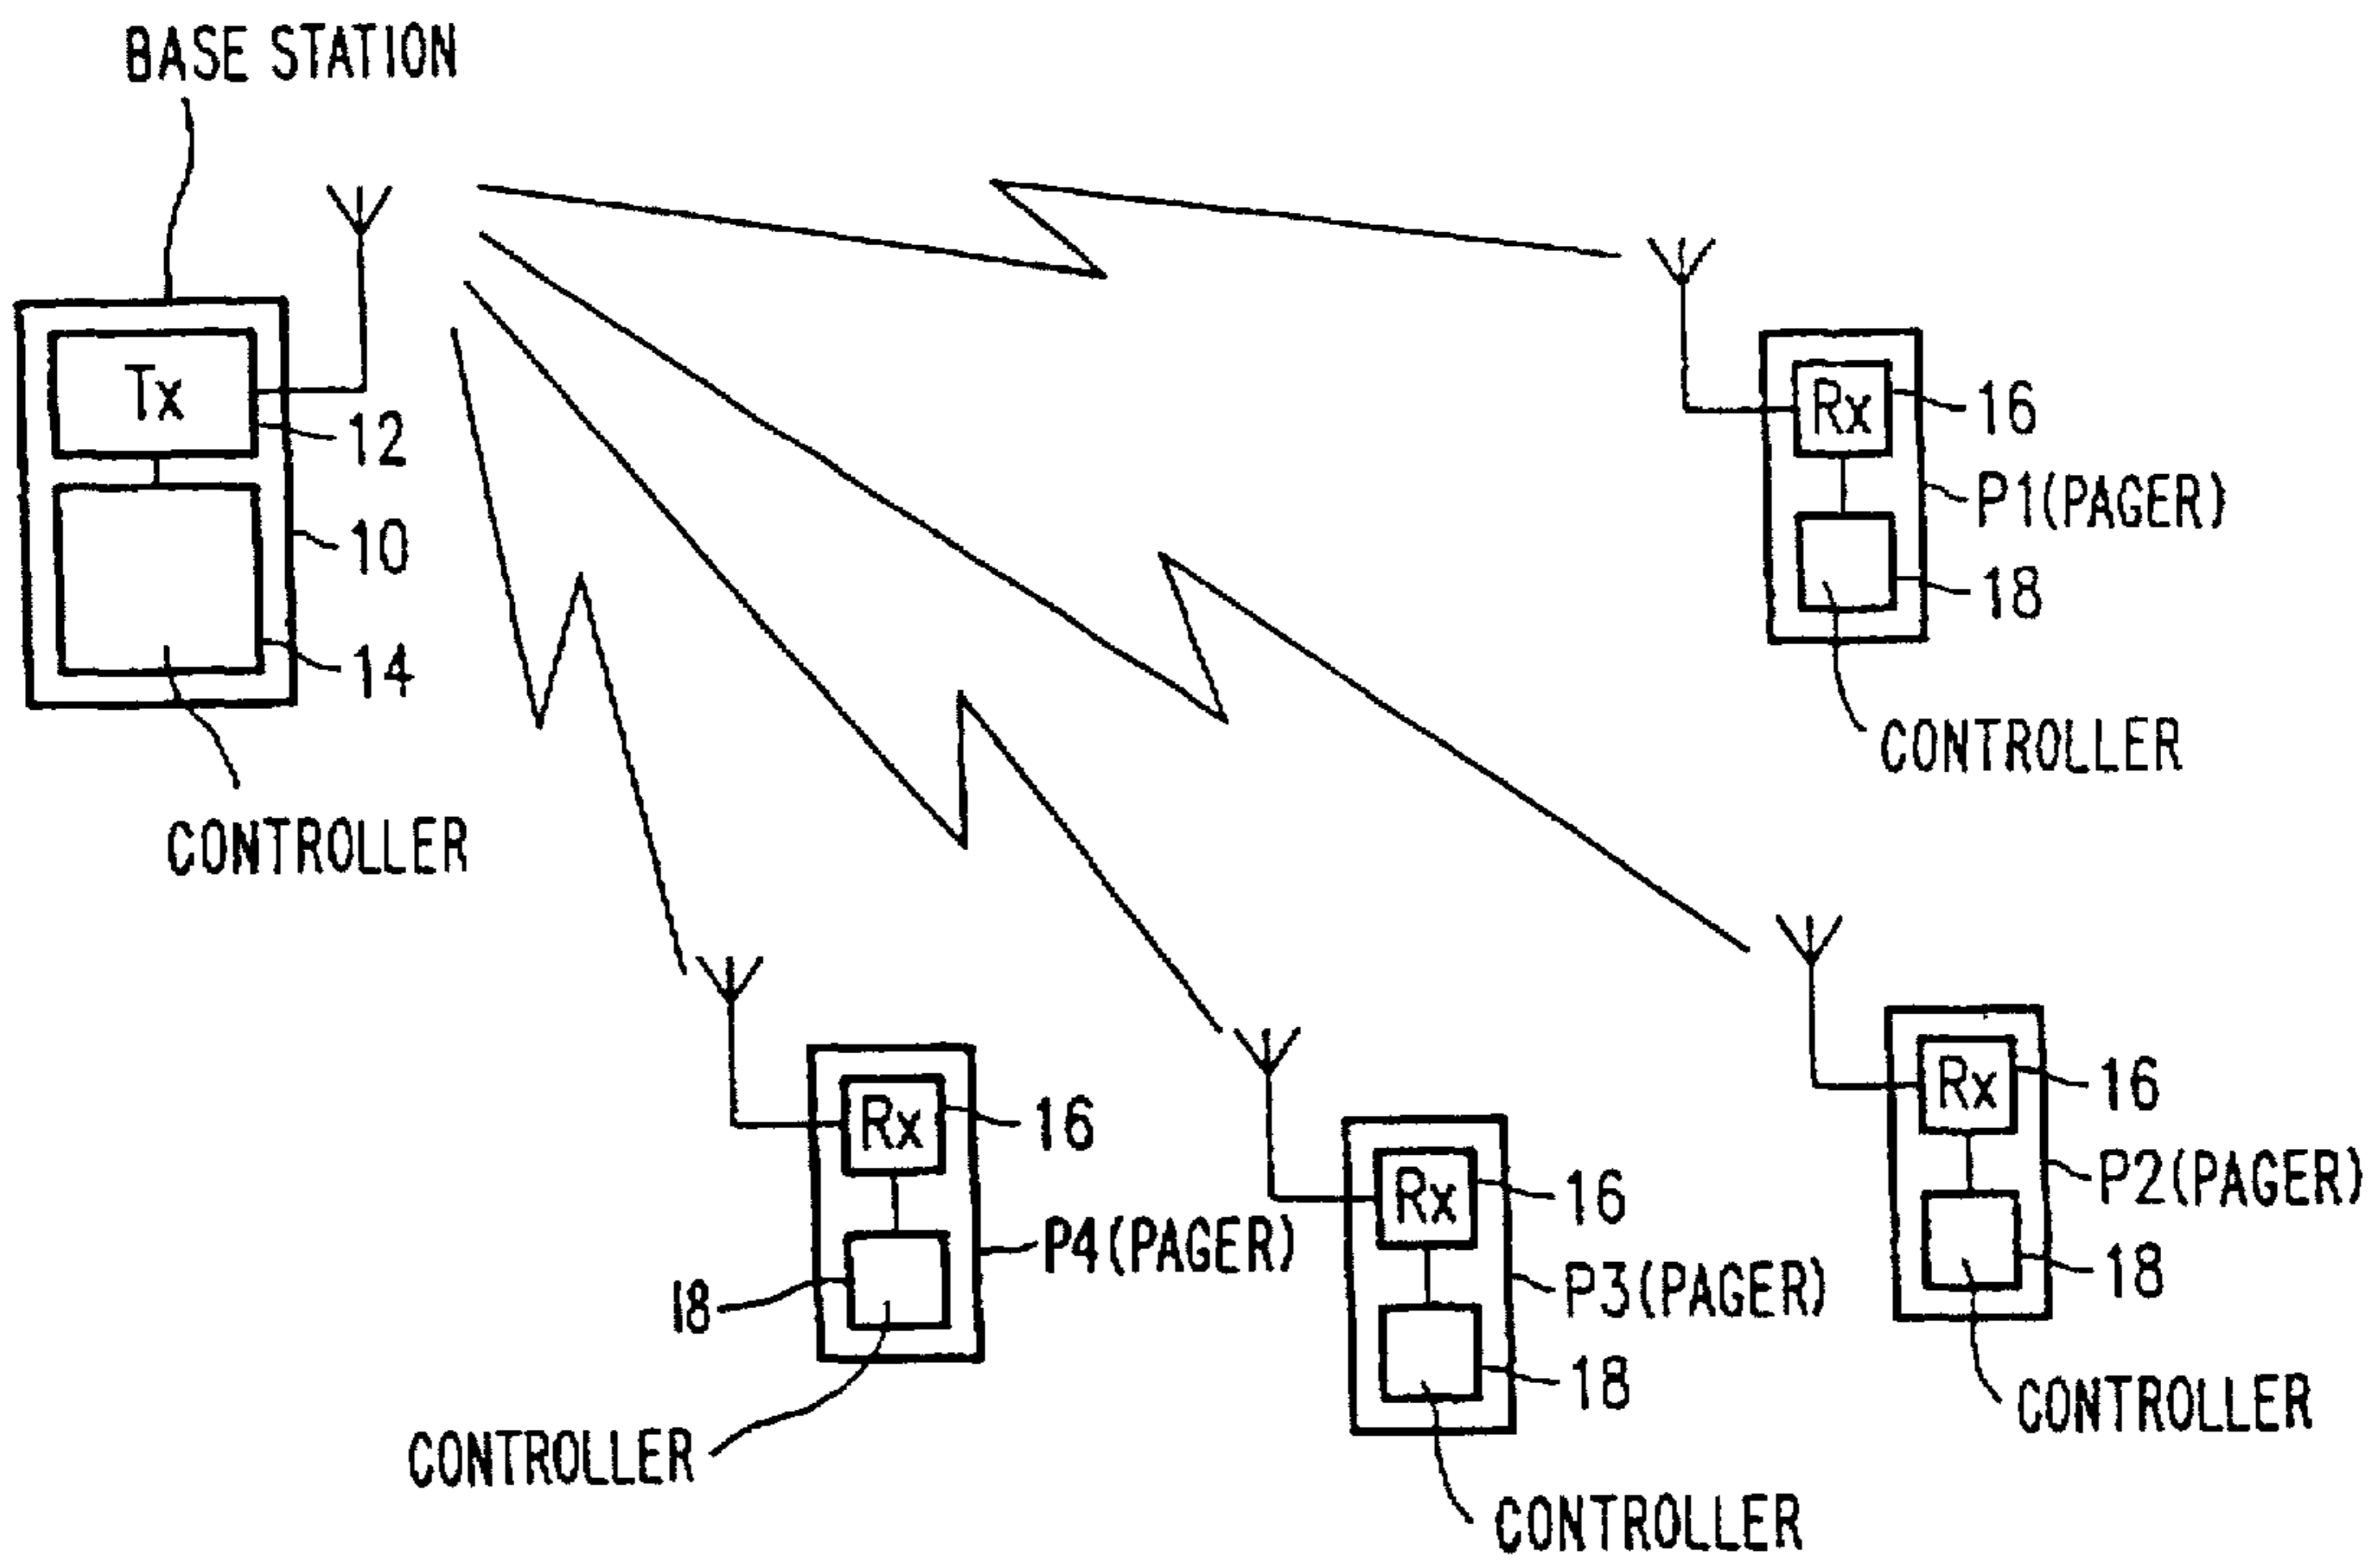 BASE STATION
Tx
12
10
14
CONTROLLER
Rx
16
P1(PAGER)
18
CONTROLLER
Rx
16
P4(PAGER)
18
CONTROLLER
Rx
16
P3(PAGER)
18
CONTROLLER
Rx
16
P2(PAGER)
18
CONTROLLER